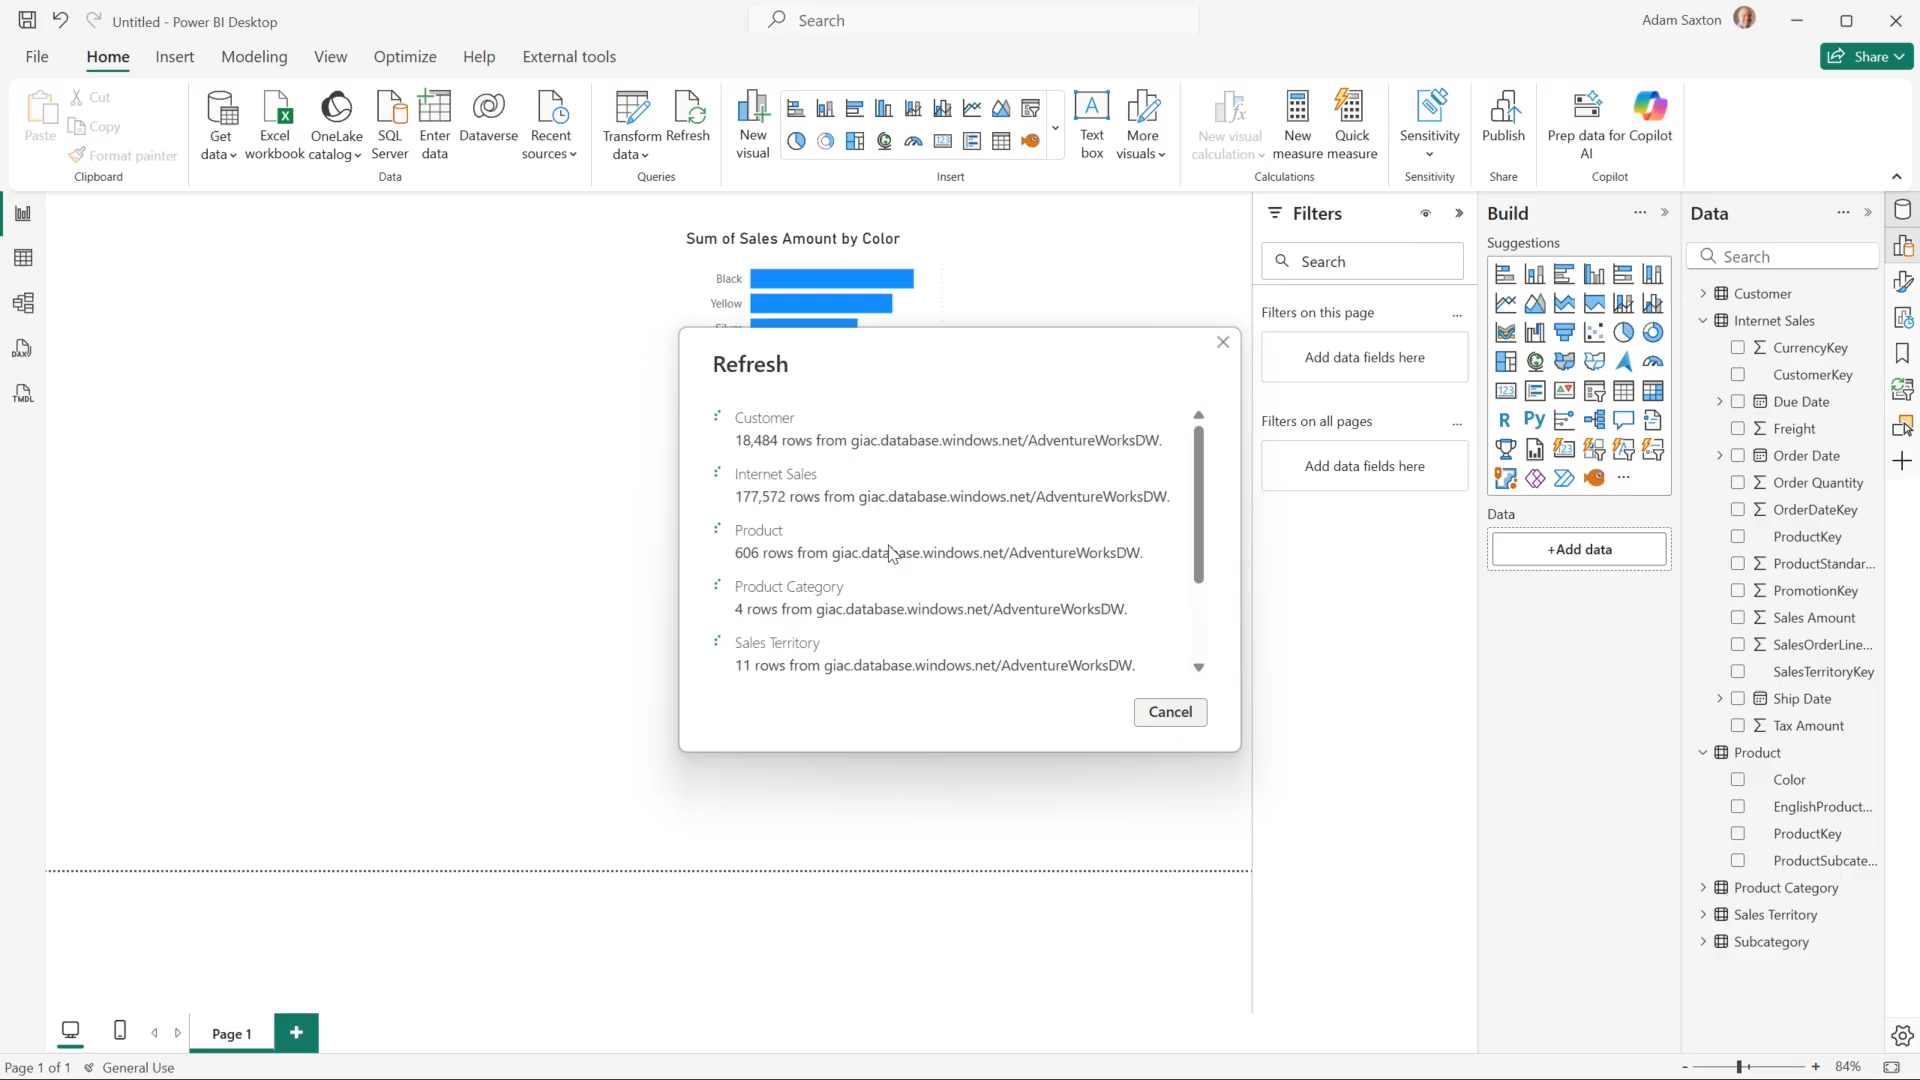 Untitled - Power BI Desktop
Search
Adam Saxton
File
Home
Insert
Modeling
View
Optimize
Help
External tools
Share
Paste
Cut
Copy
Format painter
Clipboard
Get data
Excel workbook
OneLake catalog
SQL Server
Enter data
Dataverse
Recent sources
Data
Transform data
Refresh
Queries
New visual
Text box
More visuals
Insert
New visual calculation
New measure
Quick measure
Calculations
Sensitivity
Sensitivity
Publish
Share
Prep data for AI
Copilot
Copilot
Sum of Sales Amount by Color
Black
Yellow
Silver
Refresh
Customer
18,484 rows from giac.database.windows.net/AdventureWorksDW.
Internet Sales
177,572 rows from giac.database.windows.net/AdventureWorksDW.
Product
606 rows from giac.database.windows.net/AdventureWorksDW.
Product Category
4 rows from giac.database.windows.net/AdventureWorksDW.
Sales Territory
11 rows from giac.database.windows.net/AdventureWorksDW.
Cancel
Filters
Search
Filters on this page
Add data fields here
Filters on all pages
Add data fields here
Build
Suggestions
123
R
Py
Data
+Add data
Data
Search
Customer
Internet Sales
CurrencyKey
CustomerKey
Due Date
Freight
Order Date
Order Quantity
OrderDateKey
ProductKey
ProductStandar...
PromotionKey
Sales Amount
SalesOrderLine...
SalesTerritoryKey
Ship Date
Tax Amount
Product
Color
EnglishProduct...
ProductKey
ProductSubcate...
Product Category
Sales Territory
Subcategory
DAX
TMDL
Page 1
Page 1 of 1
General Use
84%